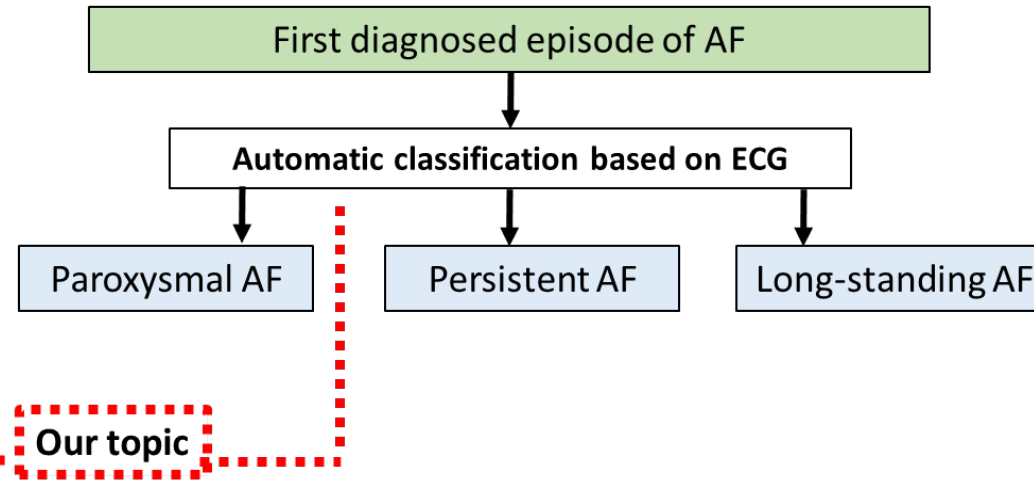 First diagnosed episode of AF
Automatic classification based on ECG
Paroxysmal AF
Persistent AF
Long-standing AF
Our topic